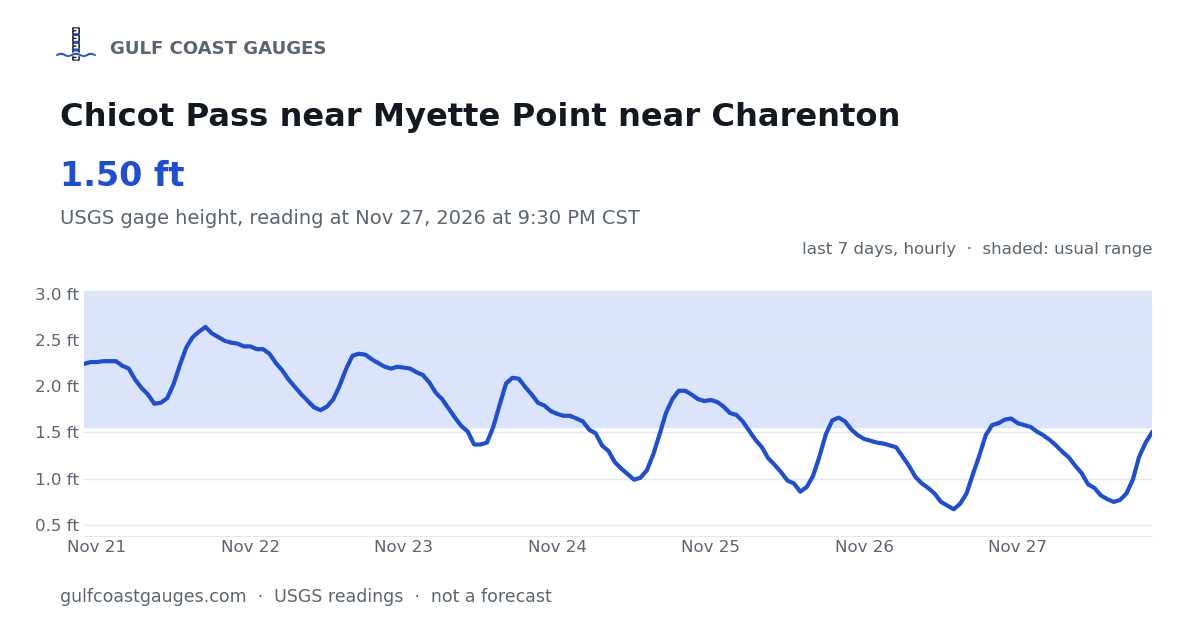 GULF COAST GAUGES
Chicot Pass near Myette Point near Charenton
1.50 ft
USGS gage height, reading at Nov 27, 2026 at 9:30 PM CST
last 7 days, hourly · shaded: usual range
3.0 ft
2.5 ft
2.0 ft
1.5 ft
1.0 ft
0.5 ft
Nov 21 Nov 22 Nov 23 Nov 24 Nov 25 Nov 26 Nov 27
gulfcoastgauges.com · USGS readings · not a forecast